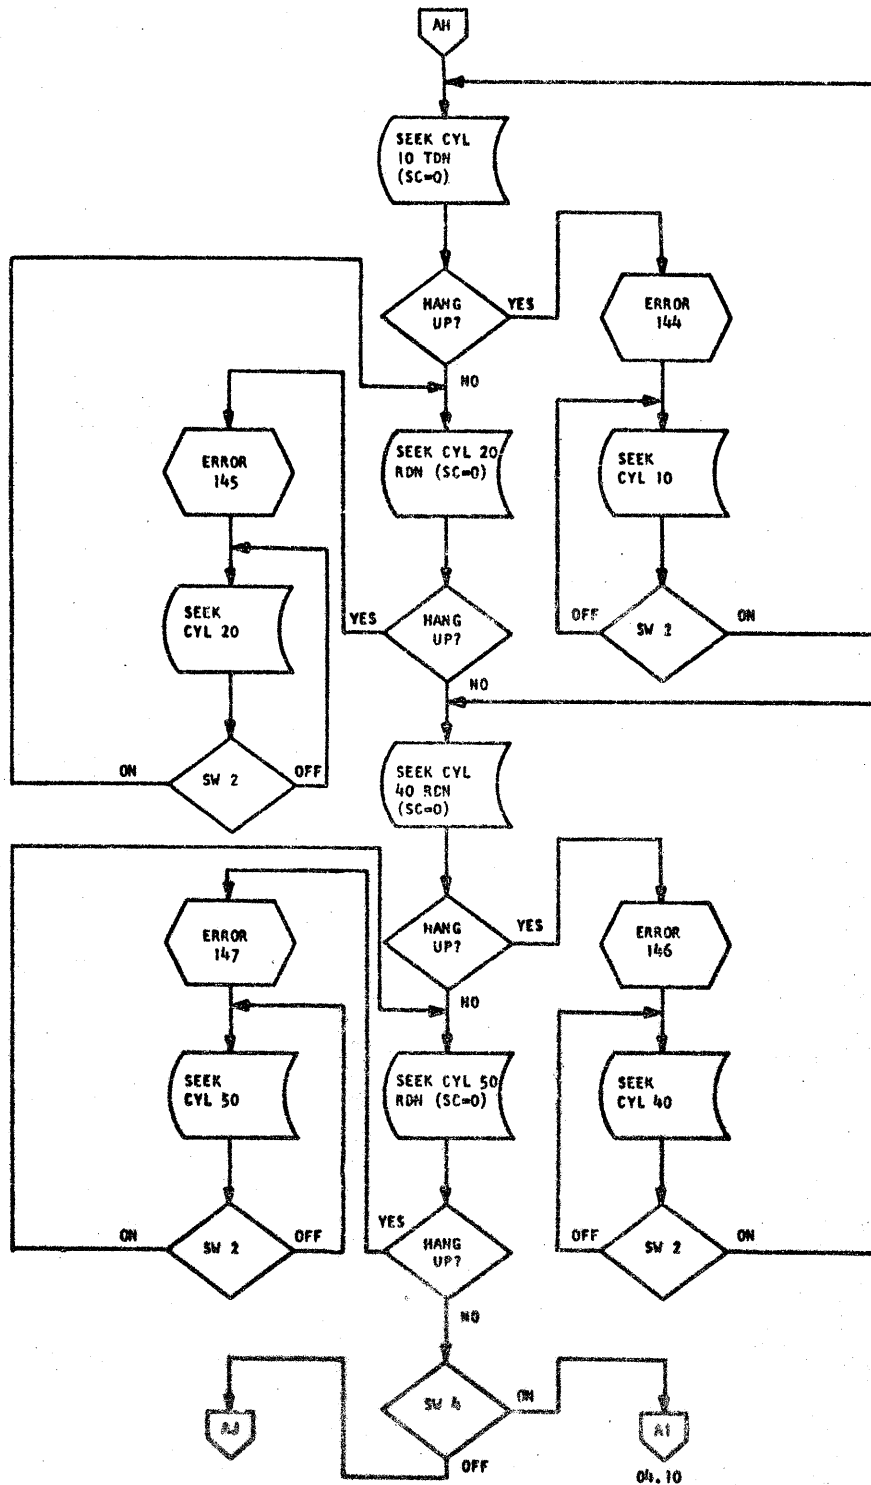 AH
SEEK CYL
10 TDN
(SC=0)
HANG
UP?
YES
ERROR
144
NO
SEEK CYL 20
RDN (SC=0)
ERROR
145
SEEK
CYL 10
SEEK
CYL 20
YES
HANG
UP?
OFF
SW 2
ON
NO
ON
SW 2
OFF
SEEK CYL
40 RDN
(SC=0)
HANG
UP?
YES
ERROR
147
ERROR
146
NO
SEEK
CYL 50
SEEK CYL 50
RDN (SC=0)
SEEK
CYL 40
ON
SW 2
OFF
YES
HANG
UP?
OFF
SW 2
ON
NO
SW 4
ON
OFF
AJ
AI
04.10